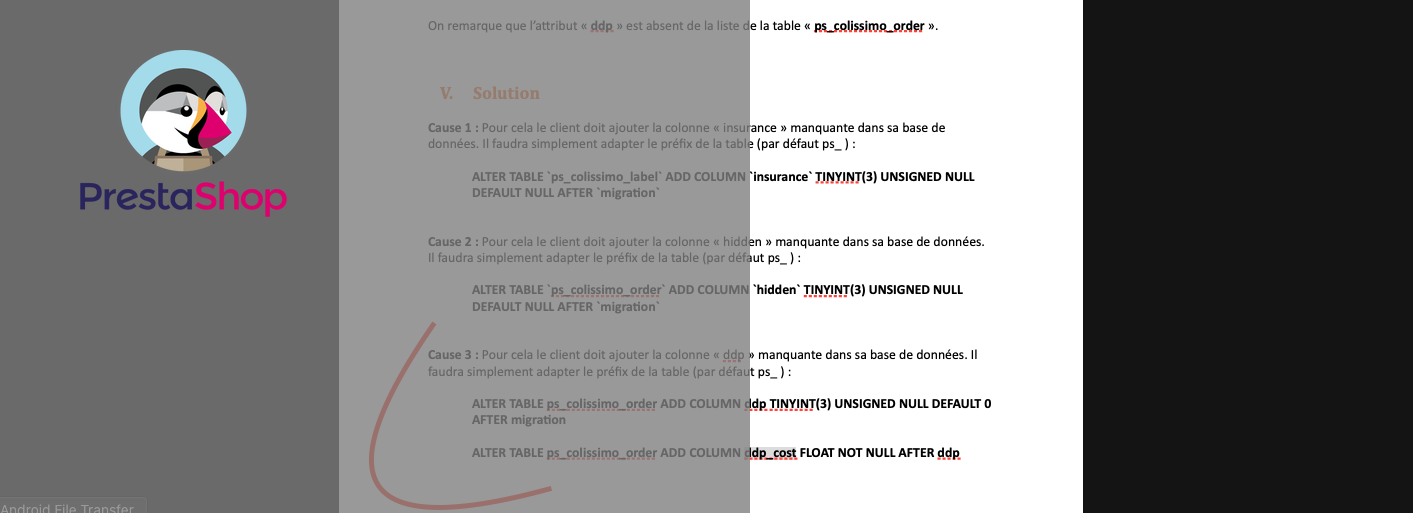 On remarque que l'attribut « ddp » est absent de la liste de la table « ps_colissimo_order ».
PrestaShop
V. Solution
Cause 1 : Pour cela le client doit ajouter la colonne « insurance » manquante dans sa base de
données. Il faudra simplement adapter le préfix de la table (par défaut ps_ ) :
ALTER TABLE `ps_colissimo_label` ADD COLUMN `insurance` TINYINT(3) UNSIGNED NULL
DEFAULT NULL AFTER `migration`
Cause 2 : Pour cela le client doit ajouter la colonne « hidden » manquante dans sa base de données.
Il faudra simplement adapter le préfix de la table (par défaut ps_ ) :
ALTER TABLE `ps_colissimo_order` ADD COLUMN `hidden` TINYINT(3) UNSIGNED NULL
DEFAULT NULL AFTER `migration`
Cause 3 : Pour cela le client doit ajouter la colonne « ddp » manquante dans sa base de données. Il
faudra simplement adapter le préfix de la table (par défaut ps_ ) :
ALTER TABLE ps_colissimo_order ADD COLUMN ddp TINYINT(3) UNSIGNED NULL DEFAULT 0
AFTER migration
ALTER TABLE ps_colissimo_order ADD COLUMN ddp_cost FLOAT NOT NULL AFTER ddp
Android File Transfer